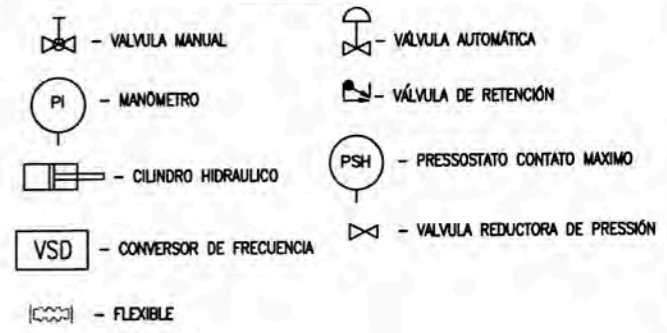 – VALVULA MANUAL
– VÁLVULA AUTOMÁTICA
PI – MANÓMETRO
– VÁLVULA DE RETENCIÓN
PSH – PRESSOSTATO CONTATO MAXIMO
– CILINDRO HIDRAULICO
– VALVULA REDUCTORA DE PRESSIÓN
VSD – CONVERSOR DE FRECUENCIA
– FLEXIBLE